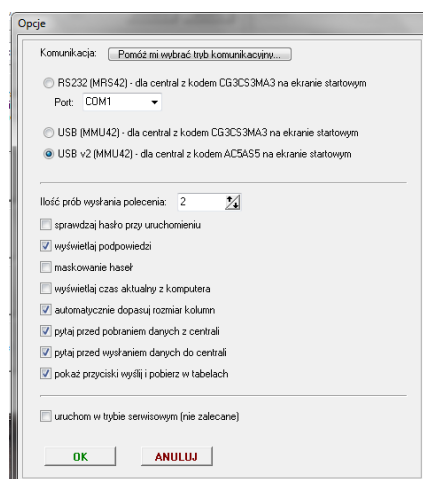 Opcje
Komunikacja: Pomóż mi wybrać tryb komunikacyjny...
RS232 (MRS42) - dla central z kodem CG3CS3MA3 na ekranie startowym
Port: COM1
USB (MMU42) - dla central z kodem CG3CS3MA3 na ekranie startowym
USB v2 (MMU42) - dla central z kodem AC5AS5 na ekranie startowym
Ilość prób wysłania polecenia: 2
sprawdzaj hasło przy uruchomieniu
wyświetlaj podpowiedzi
maskowanie haseł
wyświetlaj czas aktualny z komputera
automatycznie dopasuj rozmiar kolumn
pytaj przed pobraniem danych z centrali
pytaj przed wysłaniem danych do centrali
pokaż przyciski wyślij i pobierz w tabelach
uruchom w trybie serwisowym (nie zalecane)
OK ANULUJ